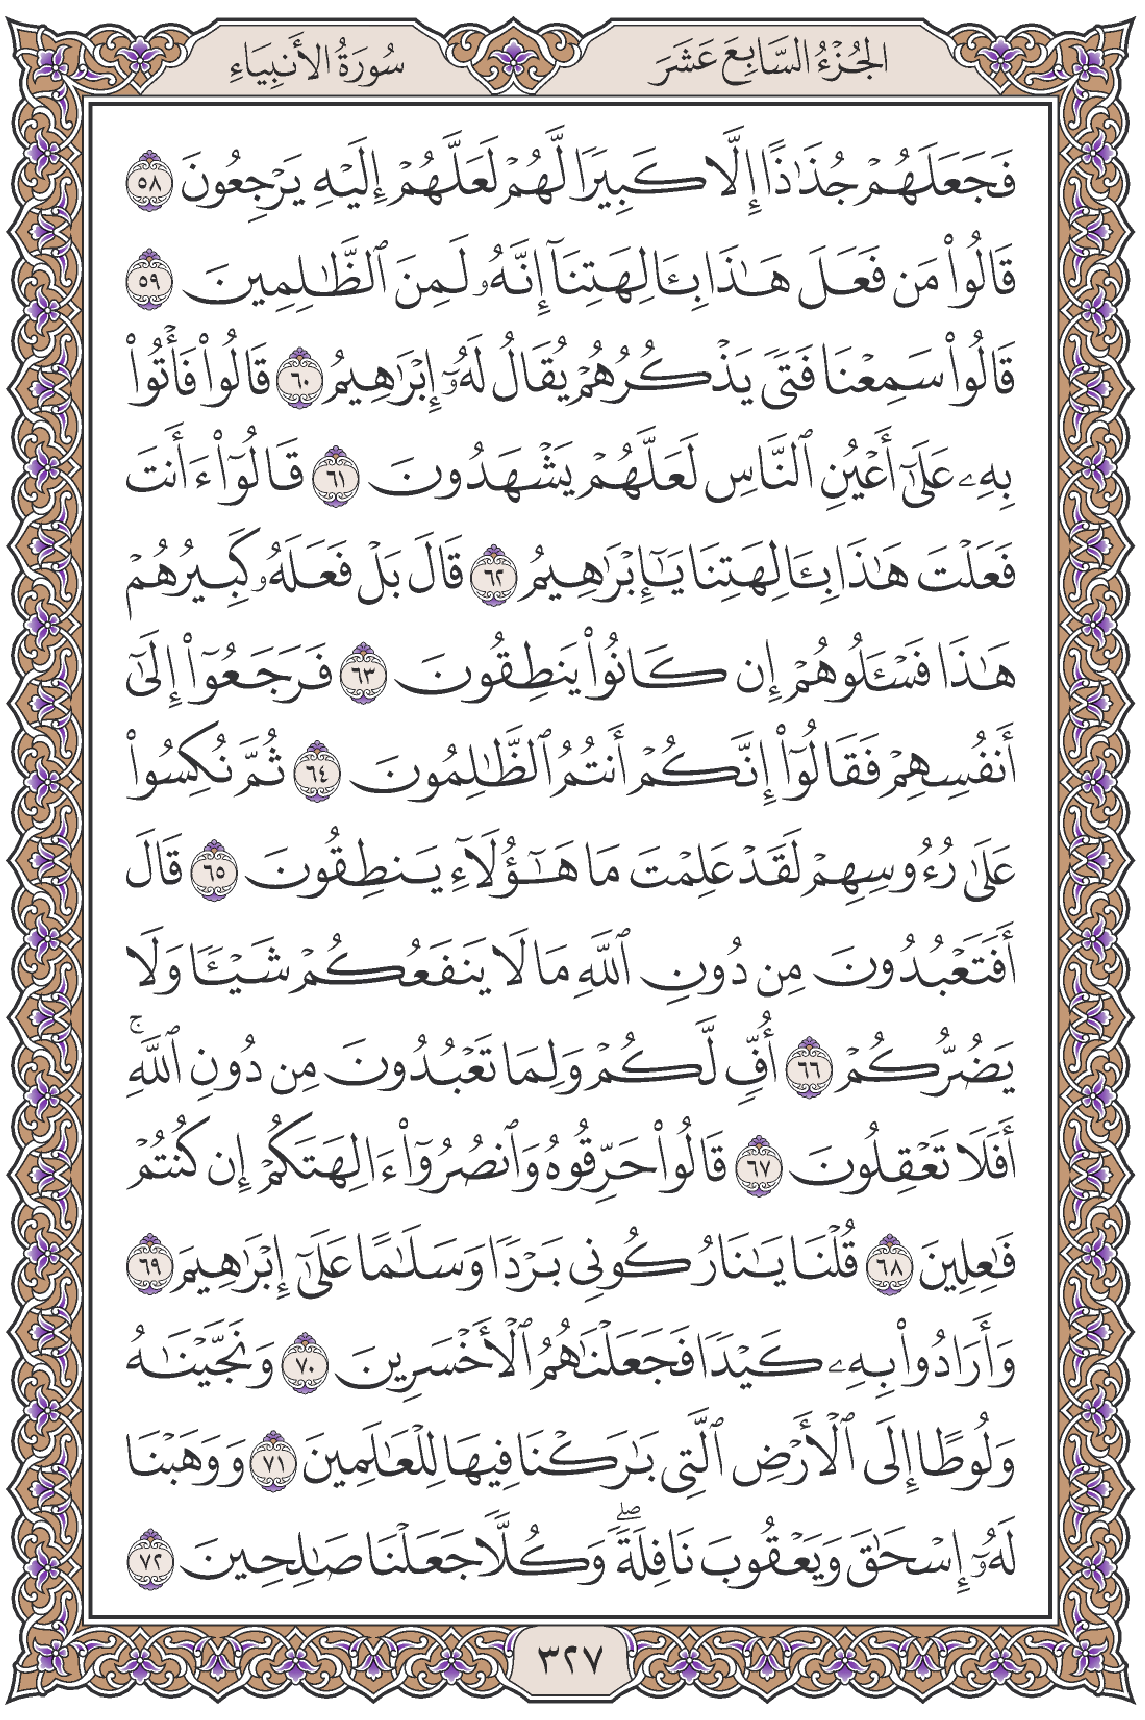 الجُزْءُ السَّابِعَ عَشَرَ
سُورَةُ الأَنبِيَاءِ
فَجَعَلَهُمْ جُذَٰذًا إِلَّا كَبِيرًا لَّهُمْ لَعَلَّهُمْ إِلَيْهِ يَرْجِعُونَ ٥٨
قَالُوا۟ مَن فَعَلَ هَٰذَا بِـَٔالِهَتِنَآ إِنَّهُۥ لَمِنَ ٱلظَّٰلِمِينَ ٥٩
قَالُوا۟ سَمِعْنَا فَتًى يَذْكُرُهُمْ يُقَالُ لَهُۥٓ إِبْرَٰهِيمُ ٦٠ قَالُوا۟ فَأْتُوا۟
بِهِۦ عَلَىٰٓ أَعْيُنِ ٱلنَّاسِ لَعَلَّهُمْ يَشْهَدُونَ ٦١ قَالُوٓا۟ ءَأَنتَ
فَعَلْتَ هَٰذَا بِـَٔالِهَتِنَا يَٰٓإِبْرَٰهِيمُ ٦٢ قَالَ بَلْ فَعَلَهُۥ كَبِيرُهُمْ
هَٰذَا فَسْـَٔلُوهُمْ إِن كَانُوا۟ يَنطِقُونَ ٦٣ فَرَجَعُوٓا۟ إِلَىٰٓ
أَنفُسِهِمْ فَقَالُوٓا۟ إِنَّكُمْ أَنتُمُ ٱلظَّٰلِمُونَ ٦٤ ثُمَّ نُكِسُوا۟
عَلَىٰ رُءُوسِهِمْ لَقَدْ عَلِمْتَ مَا هَٰٓؤُلَآءِ يَنطِقُونَ ٦٥ قَالَ
أَفَتَعْبُدُونَ مِن دُونِ ٱللَّهِ مَا لَا يَنفَعُكُمْ شَيْـًٔا وَلَا
يَضُرُّكُمْ ٦٦ أُفٍّ لَّكُمْ وَلِمَا تَعْبُدُونَ مِن دُونِ ٱللَّهِۚ
أَفَلَا تَعْقِلُونَ ٦٧ قَالُوا۟ حَرِّقُوهُ وَٱنصُرُوٓا۟ ءَالِهَتَكُمْ إِن كُنتُمْ
فَٰعِلِينَ ٦٨ قُلْنَا يَٰنَارُ كُونِى بَرْدًا وَسَلَٰمًا عَلَىٰٓ إِبْرَٰهِيمَ ٦٩
وَأَرَادُوا۟ بِهِۦ كَيْدًا فَجَعَلْنَٰهُمُ ٱلْأَخْسَرِينَ ٧٠ وَنَجَّيْنَٰهُ
وَلُوطًا إِلَى ٱلْأَرْضِ ٱلَّتِى بَٰرَكْنَا فِيهَا لِلْعَٰلَمِينَ ٧١ وَوَهَبْنَا
لَهُۥٓ إِسْحَٰقَ وَيَعْقُوبَ نَافِلَةًۖ وَكُلًّا جَعَلْنَا صَٰلِحِينَ ٧٢
٣٢٧